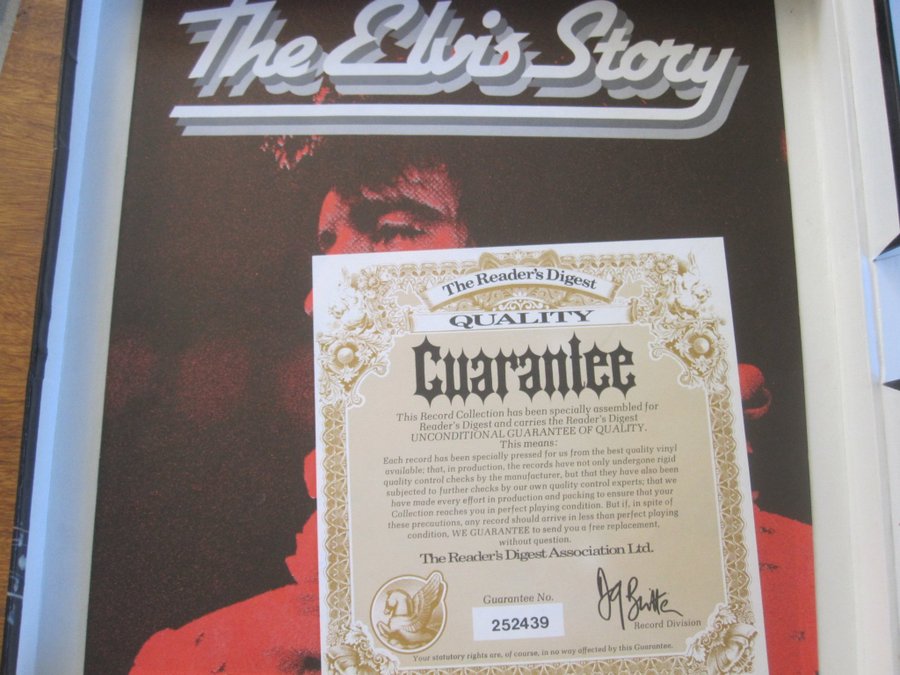 The Elvis Story
The Reader's Digest
QUALITY
Guarantee
This Record Collection has been specially assembled for
Reader's Digest and carries the Reader's Digest
UNCONDITIONAL GUARANTEE OF QUALITY.
This means:
Each record has been specially pressed for us from the best quality vinyl
available; that, in production, the records have not only undergone rigid
quality control checks by the manufacturer, but that they have also been
subjected to further checks by our own quality control experts; that we
have made every effort in production and packing to ensure that your
Collection reaches you in perfect playing condition. But if, in spite of
these precautions, any record should arrive in less than perfect playing
condition, WE GUARANTEE to send you a free replacement,
without question.
The Reader's Digest Association Ltd.
Guarantee No.
252439
Record Division
Your statutory rights are, of course, in no way affected by this Guarantee.